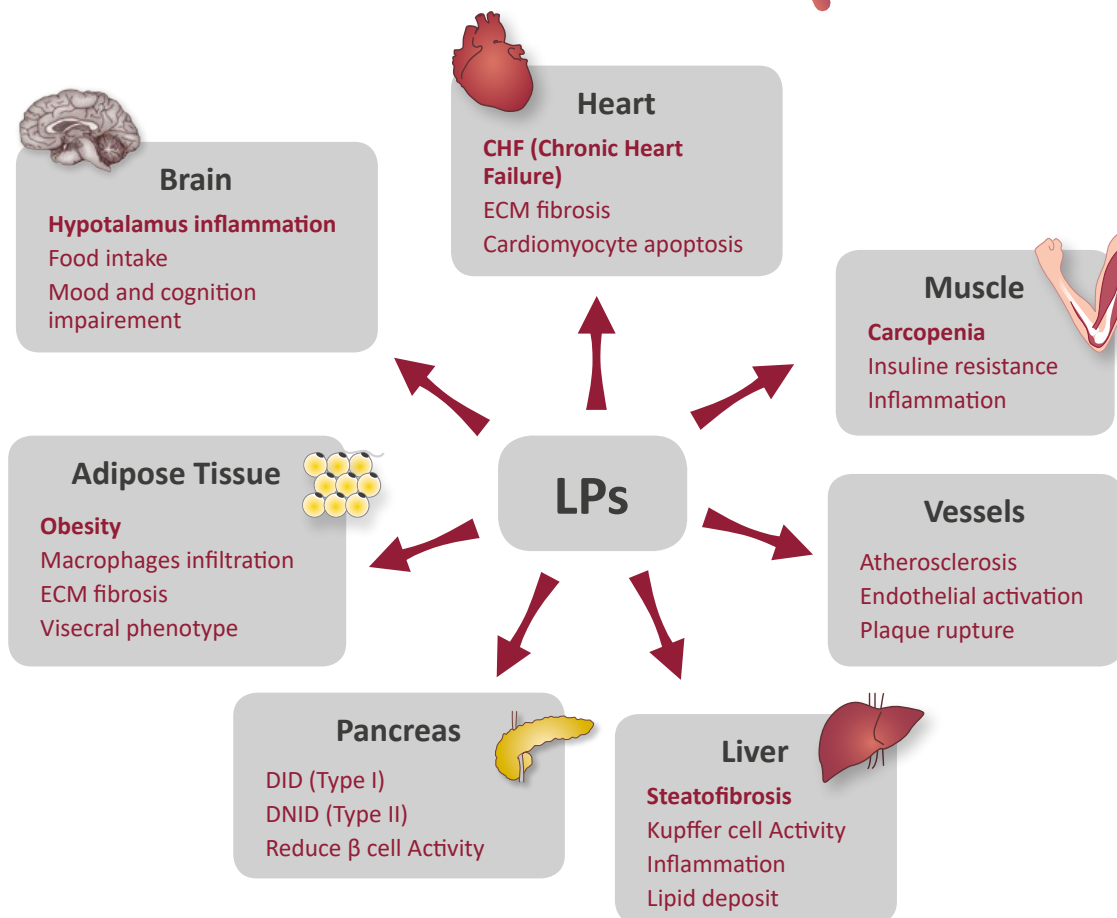 Heart
CHF (Chronic Heart
Failure)
ECM fibrosis
Cardiomyocyte apoptosis
Brain
Hypotalamus inflammation
Food intake
Mood and cognition
impairement
Muscle
Carcopenia
Insuline resistance
Inflammation
Adipose Tissue
Obesity
Macrophages infiltration
ECM fibrosis
Visecral phenotype
LPs
Vessels
Atherosclerosis
Endothelial activation
Plaque rupture
Pancreas
DID (Type I)
DNID (Type II)
Reduce β cell Activity
Liver
Steatofibrosis
Kupffer cell Activity
Inflammation
Lipid deposit